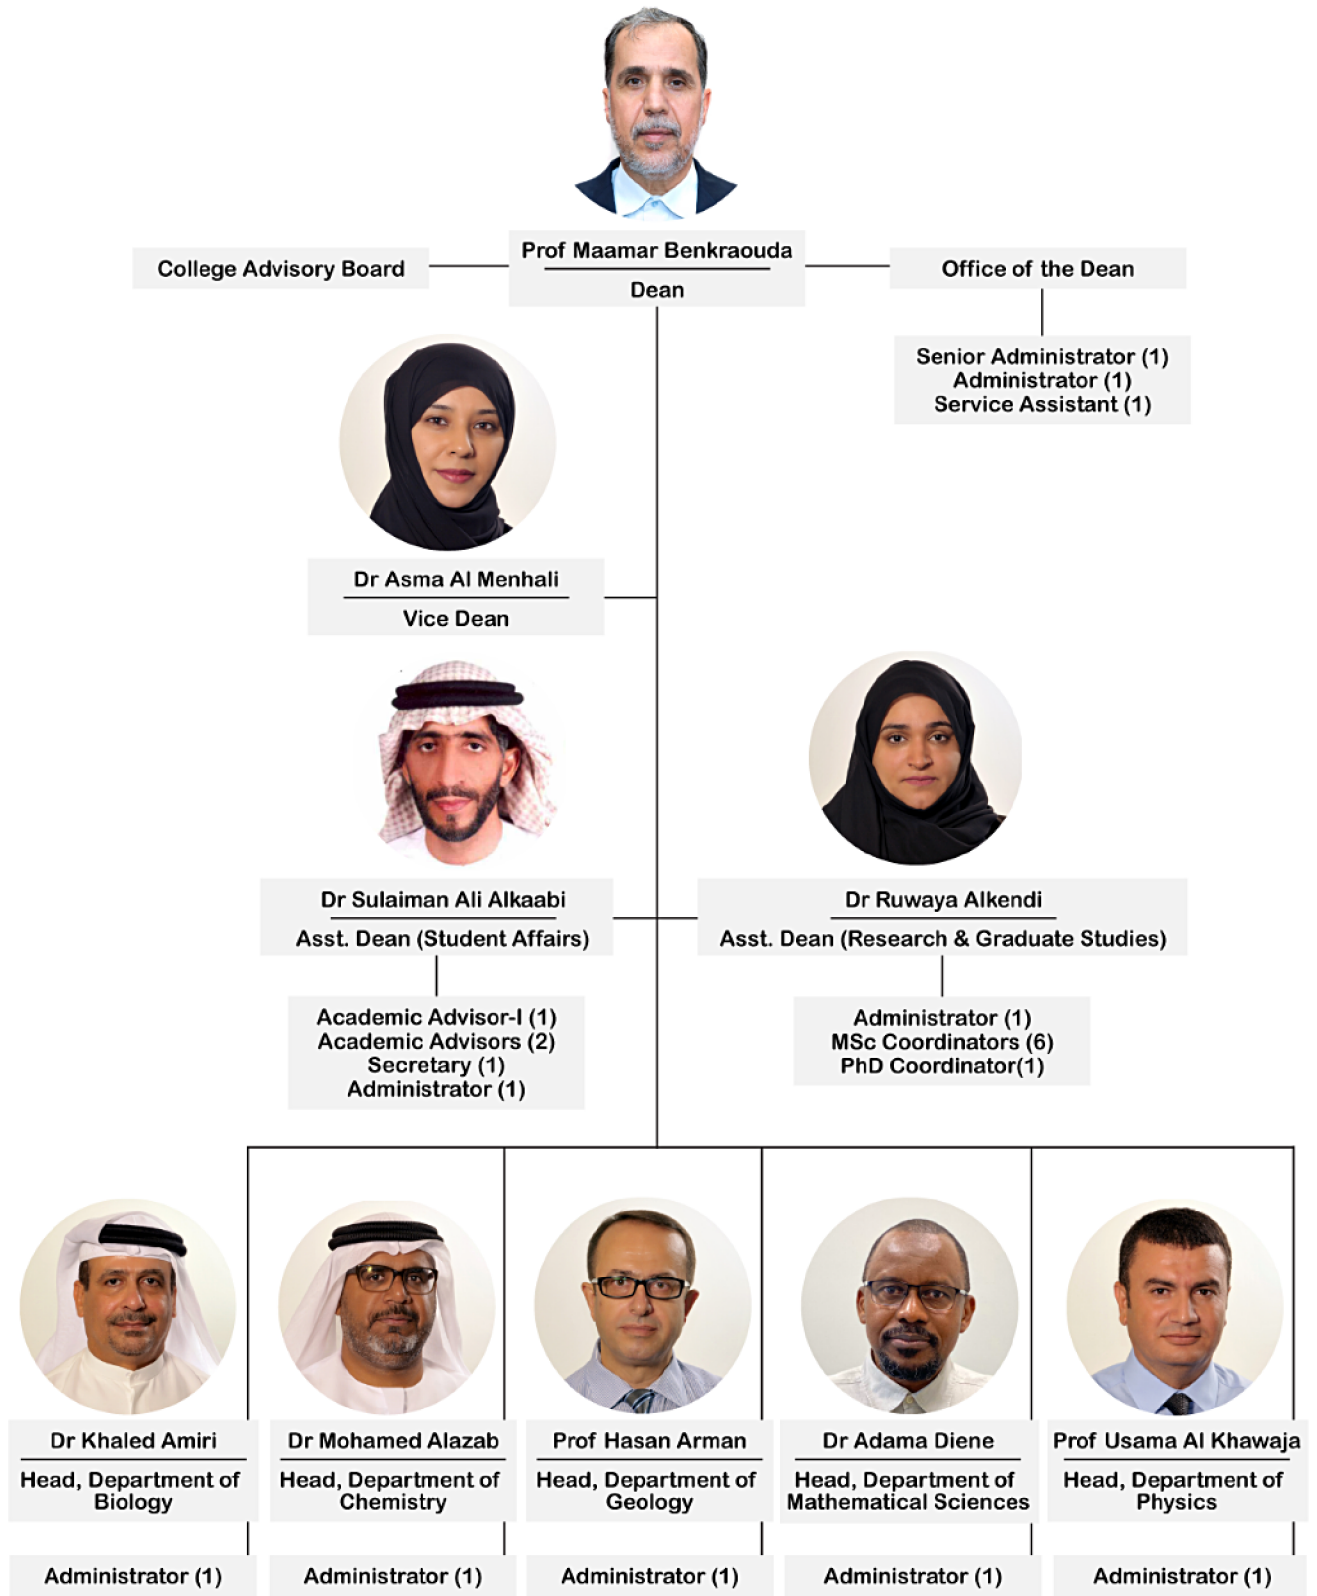 Prof Maamar Benkraouda
Dean
College Advisory Board
Office of the Dean
Senior Administrator (1)
Administrator (1)
Service Assistant (1)
Dr Asma Al Menhali
Vice Dean
Dr Sulaiman Ali Alkaabi
Asst. Dean (Student Affairs)
Academic Advisor-I (1)
Academic Advisors (2)
Secretary (1)
Administrator (1)
Dr Ruwaya Alkendi
Asst. Dean (Research & Graduate Studies)
Administrator (1)
MSc Coordinators (6)
PhD Coordinator(1)
Dr Khaled Amiri
Head, Department of
Biology
Administrator (1)
Dr Mohamed Alazab
Head, Department of
Chemistry
Administrator (1)
Prof Hasan Arman
Head, Department of
Geology
Administrator (1)
Dr Adama Diene
Head, Department of
Mathematical Sciences
Administrator (1)
Prof Usama Al Khawaja
Head, Department of
Physics
Administrator (1)